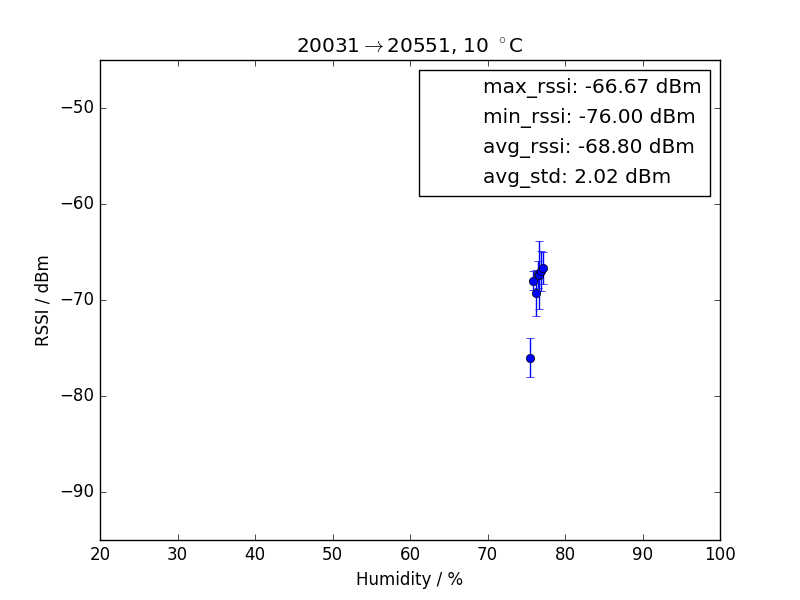 20031→20551, 10 °C
max_rssi: -66.67 dBm
min_rssi: -76.00 dBm
avg_rssi: -68.80 dBm
avg_std: 2.02 dBm
RSSI / dBm
−50
−60
−70
−80
−90
20 30 40 50 60 70 80 90 100
Humidity / %